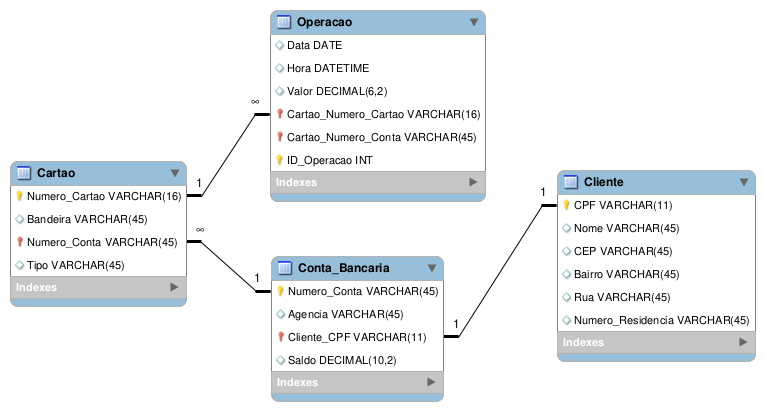 Operacao
Data DATE
Hora DATETIME
Valor DECIMAL(6,2)
Cartao_Numero_Cartao VARCHAR(16)
Cartao_Numero_Conta VARCHAR(45)
ID_Operacao INT
Indexes
∞
1
Cartao
Numero_Cartao VARCHAR(16)
Bandeira VARCHAR(45)
Numero_Conta VARCHAR(45)
Tipo VARCHAR(45)
Indexes
∞
1
Conta_Bancaria
Numero_Conta VARCHAR(45)
Agencia VARCHAR(45)
Cliente_CPF VARCHAR(11)
Saldo DECIMAL(10,2)
Indexes
1
1
Cliente
CPF VARCHAR(11)
Nome VARCHAR(45)
CEP VARCHAR(45)
Bairro VARCHAR(45)
Rua VARCHAR(45)
Numero_Residencia VARCHAR(45)
Indexes